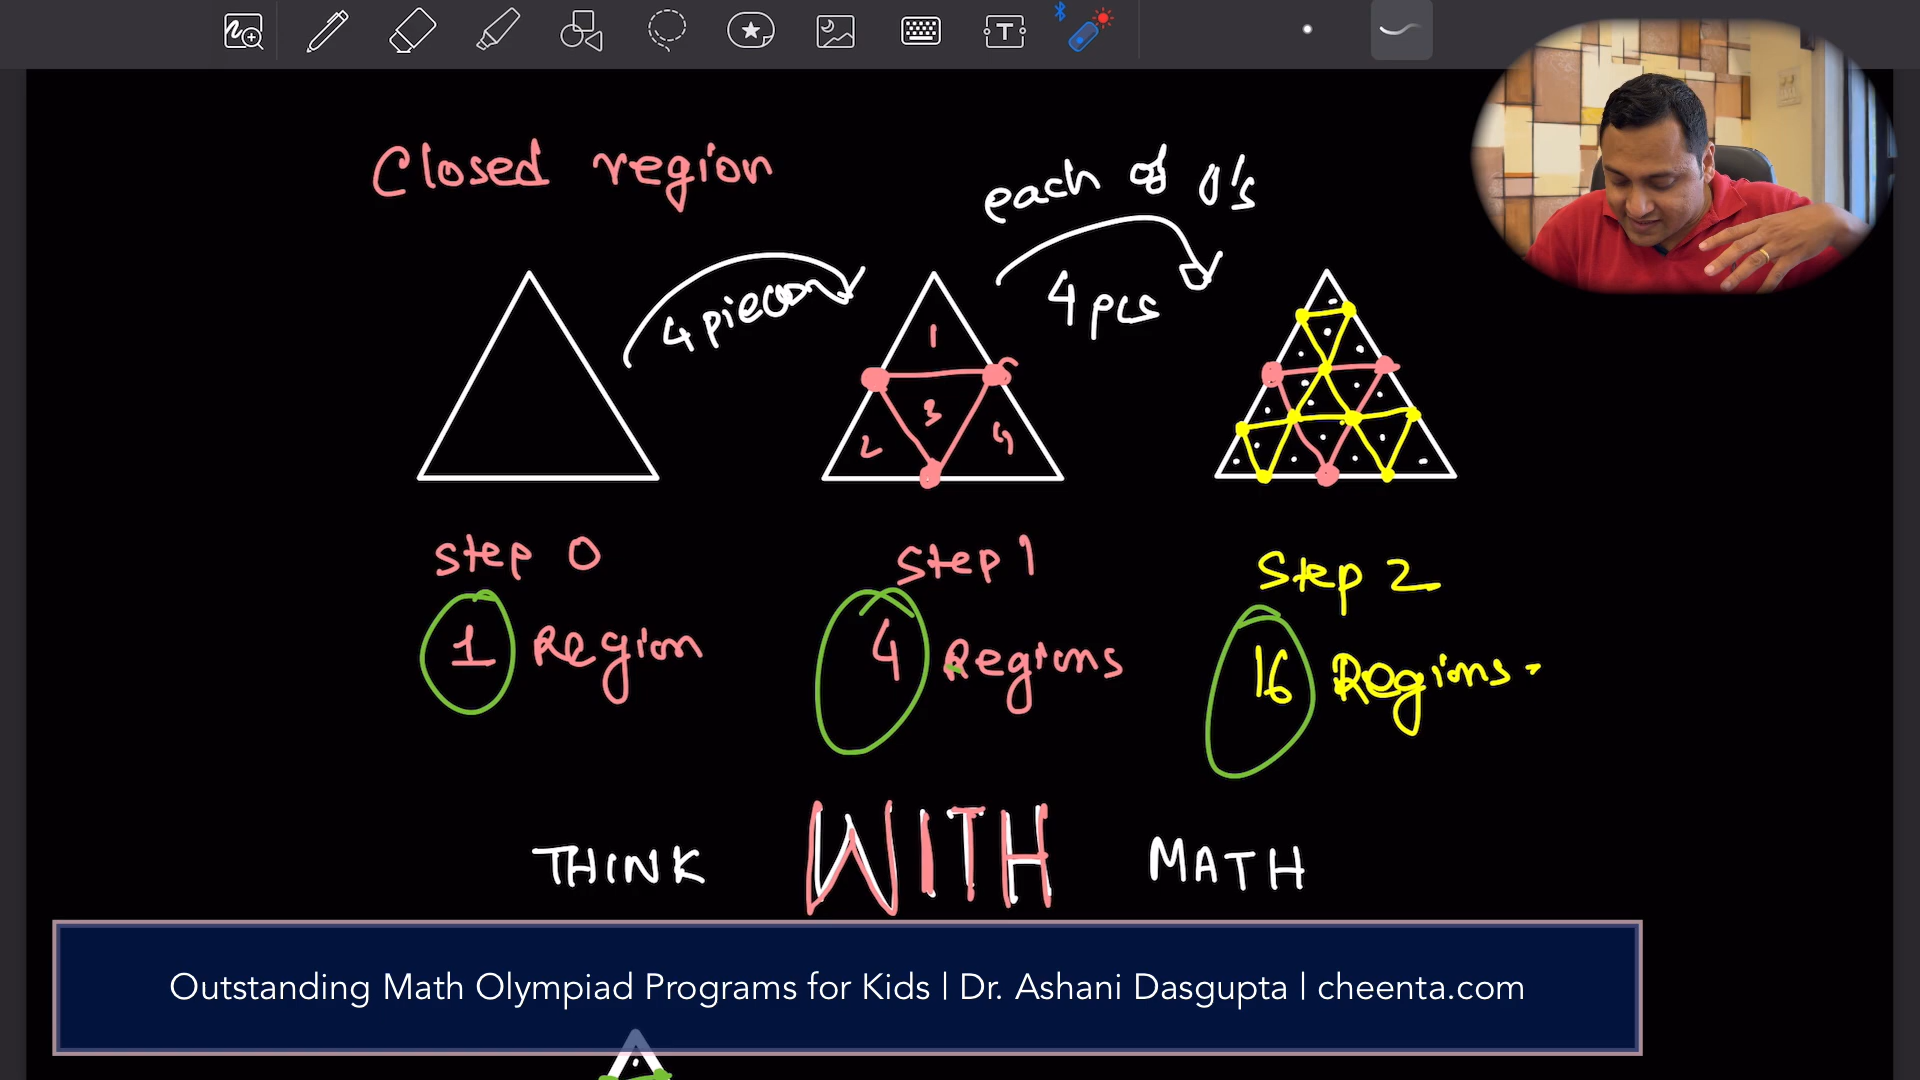 T
Closed region
each of Δ's
4 pieces
4 pcs
1
2
3
4
Step 0
Step 1
Step 2
1 Region
4 Regions
16 Regions.
THINK WITH MATH
Outstanding Math Olympiad Programs for Kids | Dr. Ashani Dasgupta | cheenta.com